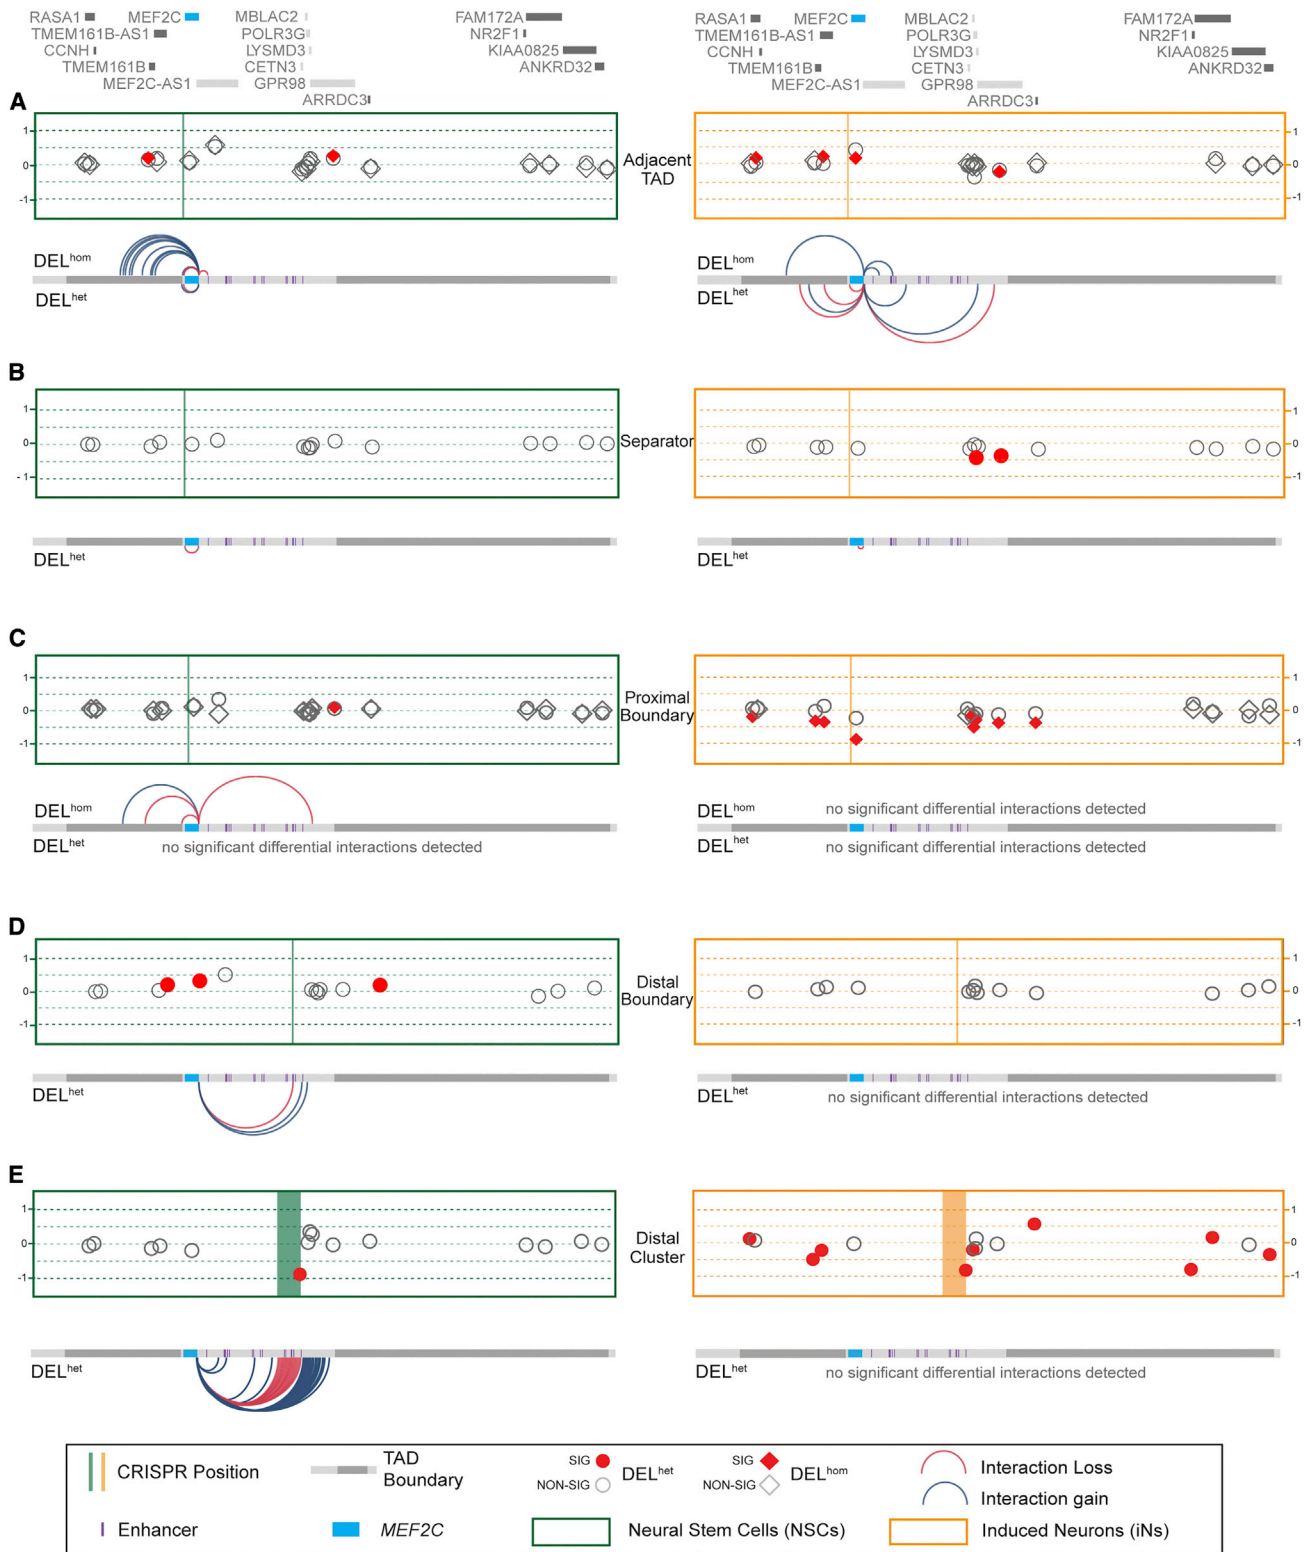 RASA1
MEF2C
MBLAC2
FAM172A
TMEM161B-AS1
POLR3G
NR2F1
CCNH
LYSMD3
KIAA0825
TMEM161B
CETN3
ANKRD32
MEF2C-AS1
GPR98
ARRDC3
RASA1
MEF2C
MBLAC2
FAM172A
TMEM161B-AS1
POLR3G
NR2F1
CCNH
LYSMD3
KIAA0825
TMEM161B
CETN3
ANKRD32
MEF2C-AS1
GPR98
ARRDC3
A
1
0
-1
Adjacent
TAD
1
0
-1
DELhom
DELhet
DELhom
DELhet
B
1
0
-1
Separator
1
0
-1
DELhet
DELhet
C
1
0
-1
Proximal
Boundary
1
0
-1
DELhom
DELhet
no significant differential interactions detected
DELhom
no significant differential interactions detected
DELhet
no significant differential interactions detected
D
1
0
-1
Distal
Boundary
1
0
-1
DELhet
DELhet
no significant differential interactions detected
E
1
0
-1
Distal
Cluster
1
0
-1
DELhet
DELhet
no significant differential interactions detected
CRISPR Position
TAD
Boundary
SIG
NON-SIG
DELhet
SIG
NON-SIG
DELhom
Interaction Loss
Interaction gain
Enhancer
MEF2C
Neural Stem Cells (NSCs)
Induced Neurons (iNs)